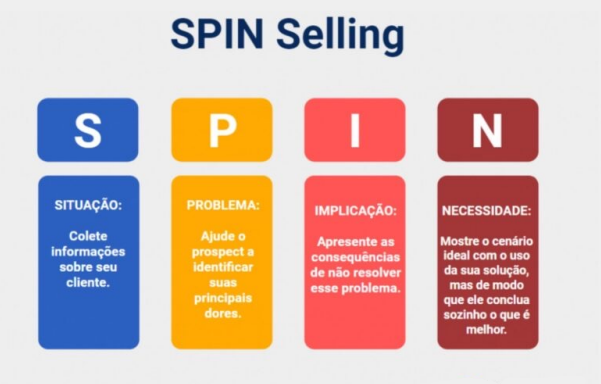 SPIN Selling
S
P
I
N
SITUAÇÃO:
Colete
informações
sobre seu
cliente.
PROBLEMA:
Ajude o
prospect a
identificar
suas
principais
dores.
IMPLICAÇÃO:
Apresente as
consequências
de não resolver
esse problema.
NECESSIDADE:
Mostre o cenário
ideal com o uso
da sua solução,
mas de modo
que ele conclua
sozinho o que é
melhor.